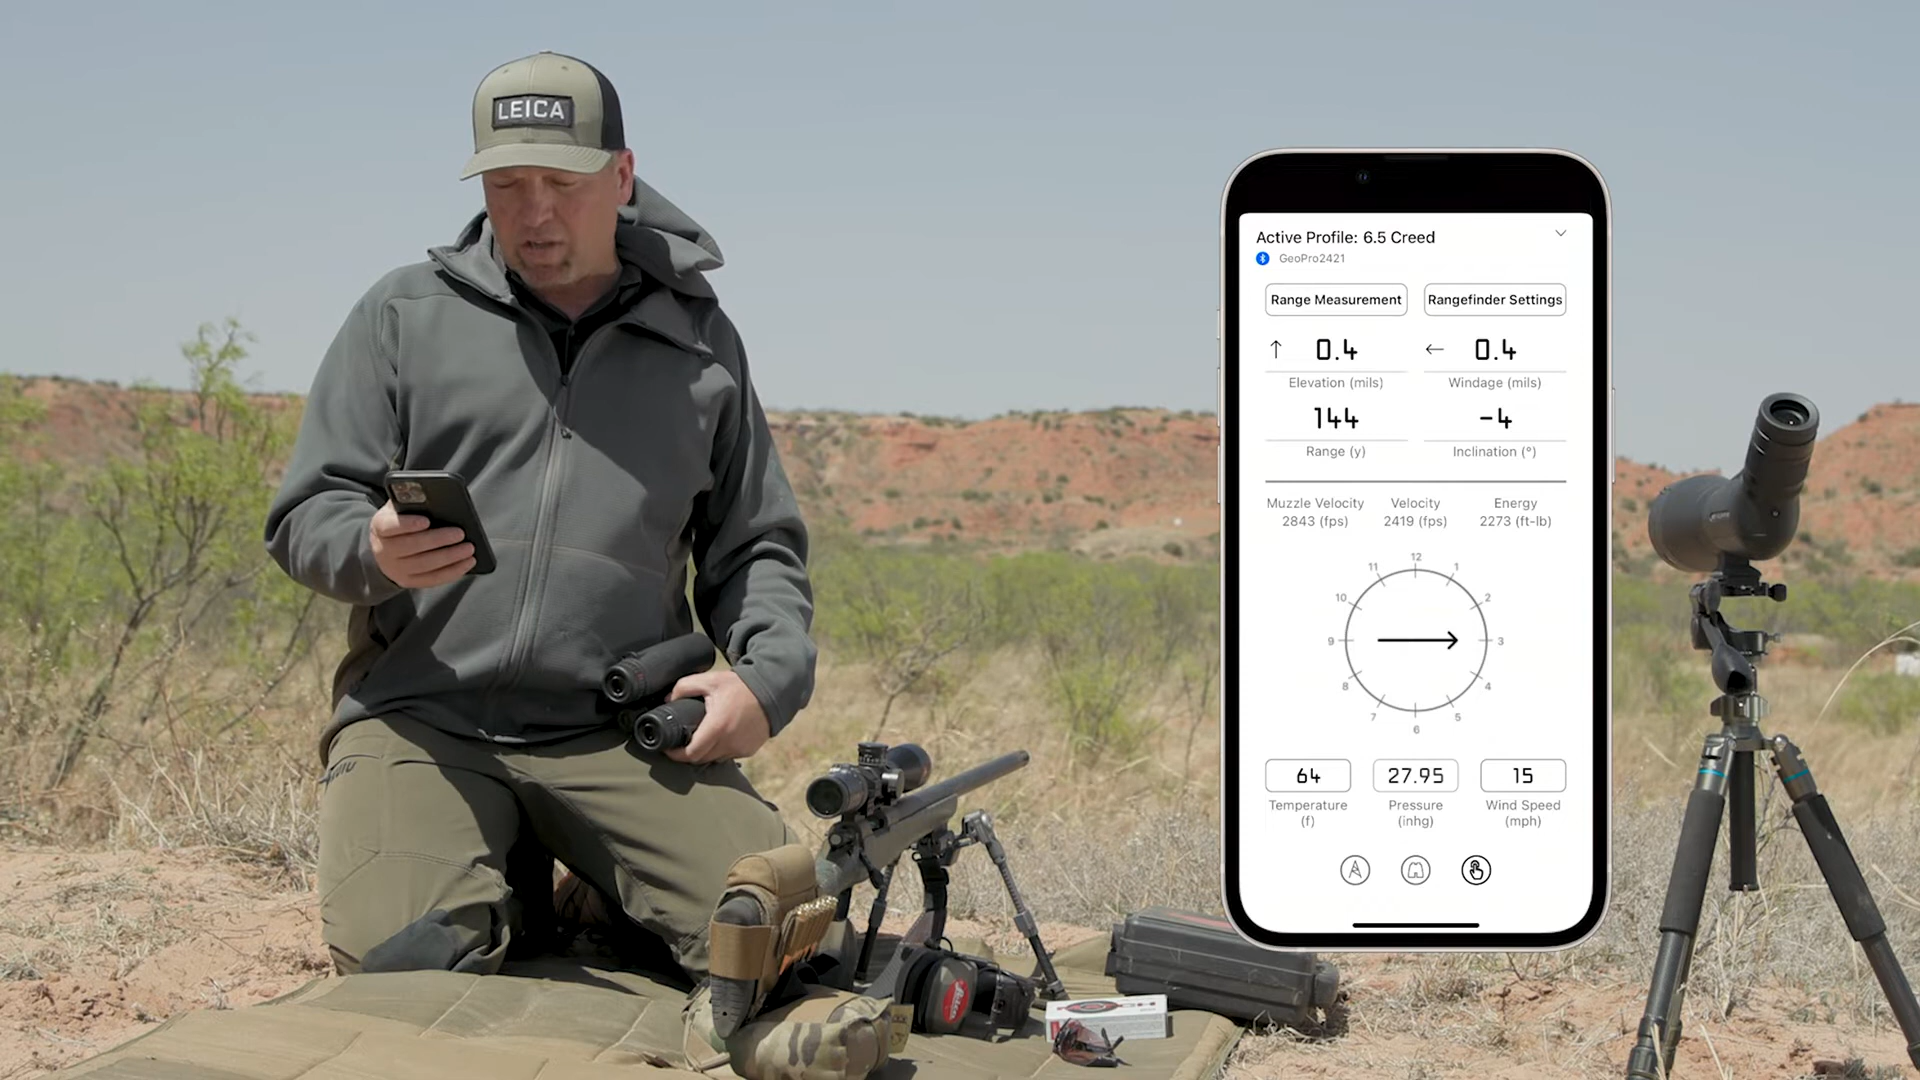 LEICA
Active Profile: 6.5 Creed
GeoPro2421
Range Measurement
Rangefinder Settings
↑ 0.4
← 0.4
Elevation (mils)
Windage (mils)
144
-4
Range (y)
Inclination (°)
Muzzle Velocity
2843 (fps)
Velocity
2419 (fps)
Energy
2273 (ft-lb)
12
1
2
3
4
5
6
7
8
9
10
11
64
27.95
15
Temperature
(f)
Pressure
(inhg)
Wind Speed
(mph)
Leica